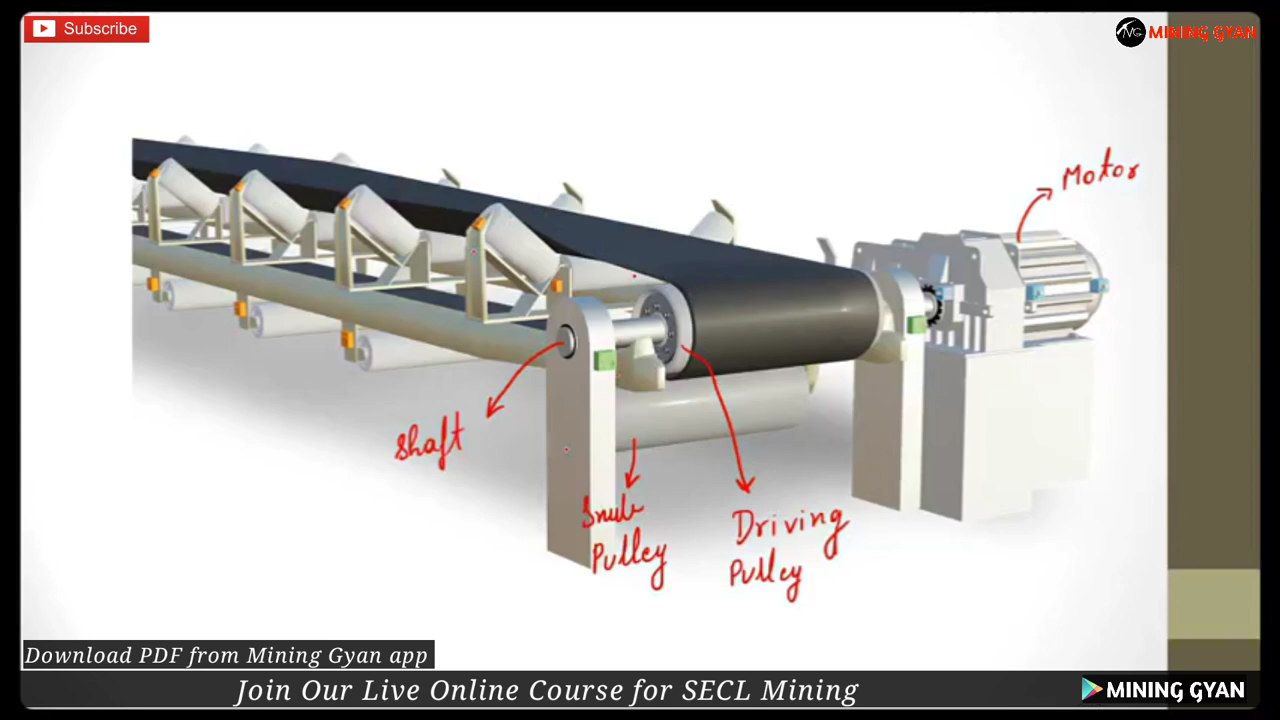 Subscribe
MINING GYAN
Motor
Shaft
Snub
Pulley
Driving
Pulley
Download PDF from Mining Gyan app
Join Our Live Online Course for SECL Mining
MINING GYAN